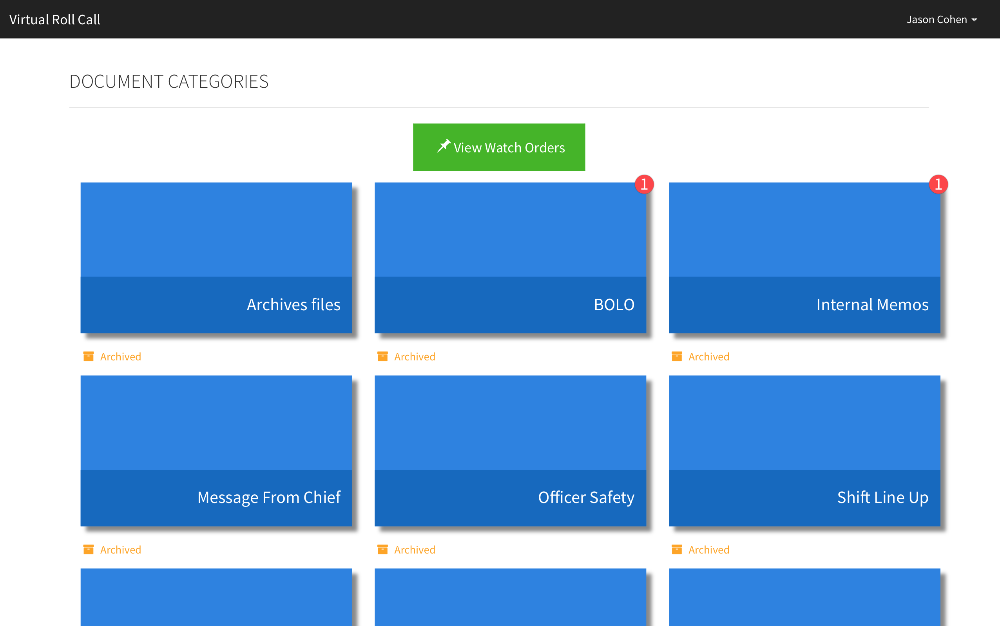 Virtual Roll Call
Jason Cohen
DOCUMENT CATEGORIES
View Watch Orders
1
1
Archives files
BOLO
Internal Memos
Archived
Archived
Archived
Message From Chief
Officer Safety
Shift Line Up
Archived
Archived
Archived